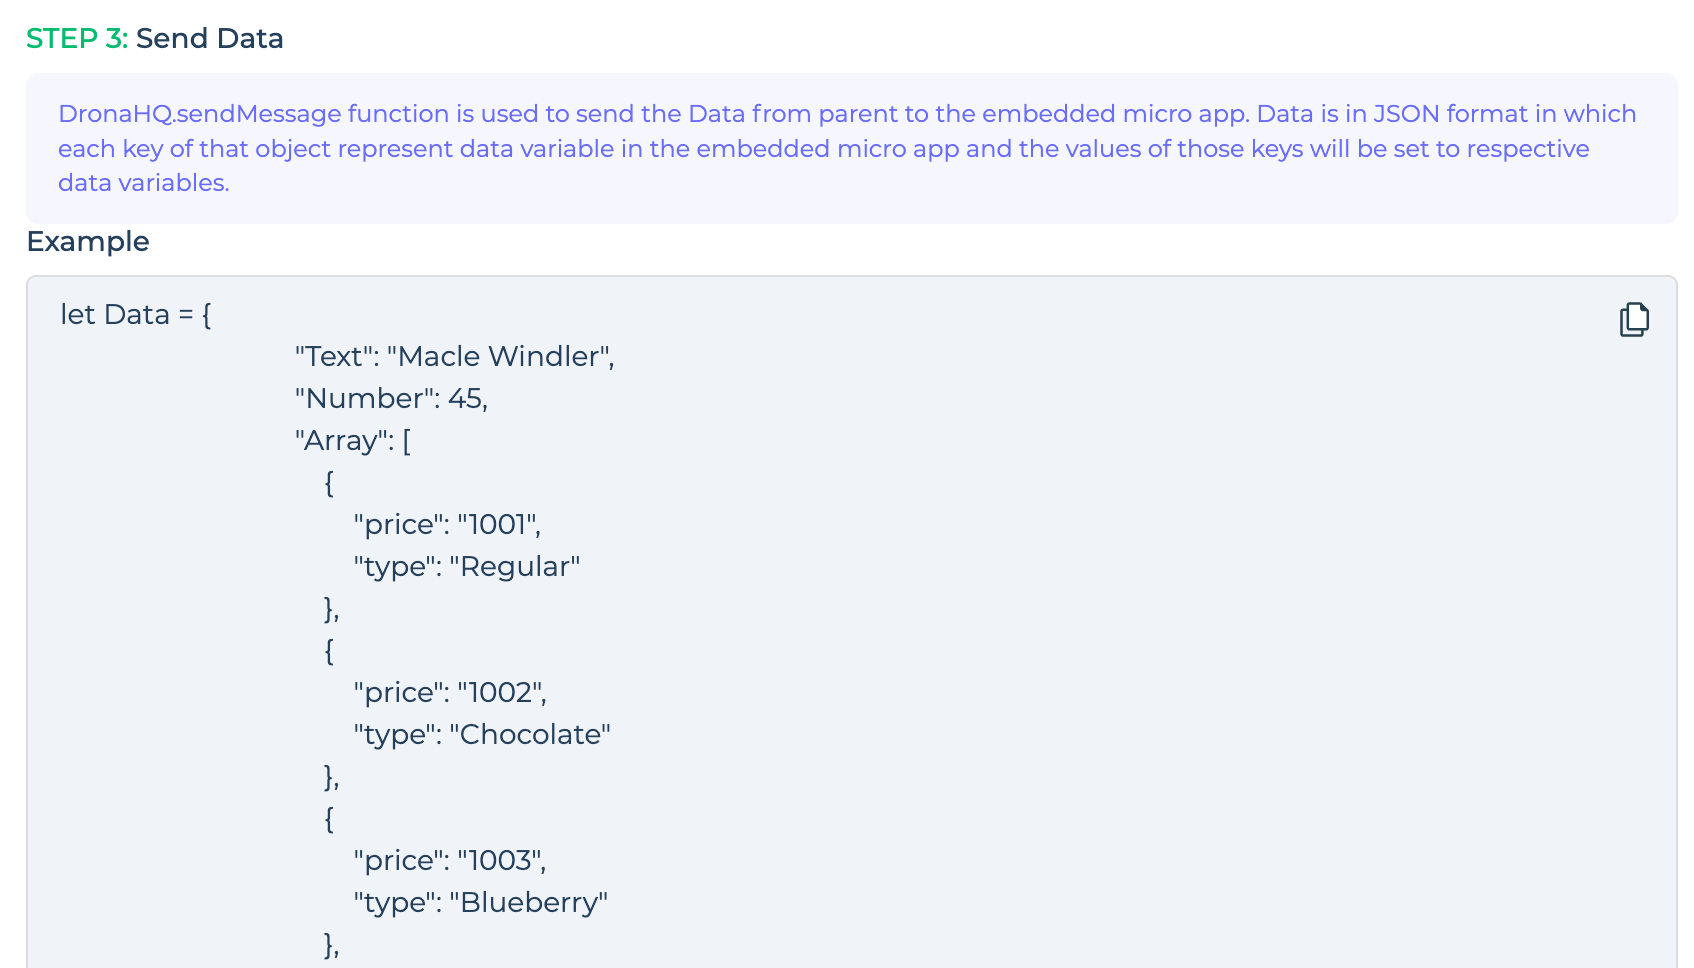 STEP 3: Send Data
DronaHQ.sendMessage function is used to send the Data from parent to the embedded micro app. Data is in JSON format in which
each key of that object represent data variable in the embedded micro app and the values of those keys will be set to respective
data variables.
Example
let Data = {
"Text": "Macle Windler",
"Number": 45,
"Array": [
{
"price": "1001",
"type": "Regular"
},
{
"price": "1002",
"type": "Chocolate"
},
{
"price": "1003",
"type": "Blueberry"
},